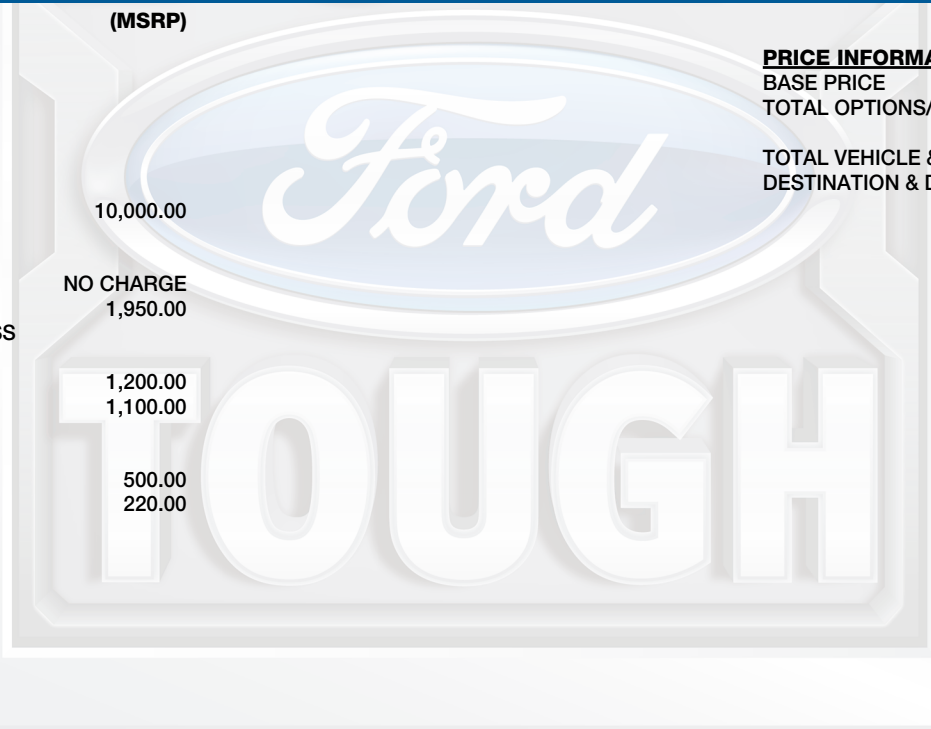 (MSRP)
10,000.00
NO CHARGE
1,950.00
SS
1,200.00
1,100.00
500.00
220.00
PRICE INFORMA
BASE PRICE
TOTAL OPTIONS/
TOTAL VEHICLE &
DESTINATION & D
Ford
TOUGH